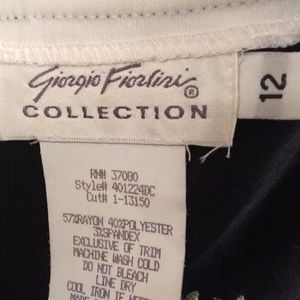 Giorgio Fiorlini®
COLLECTION
12
RN# 37080
Style# 401224DC
Cut# 1-13150
57%RAYON 40%POLYESTER
3%SPANDEX
EXCLUSIVE OF TRIM
MACHINE WASH COLD
DO NOT BLEACH
LINE DRY
COOL IRON IF